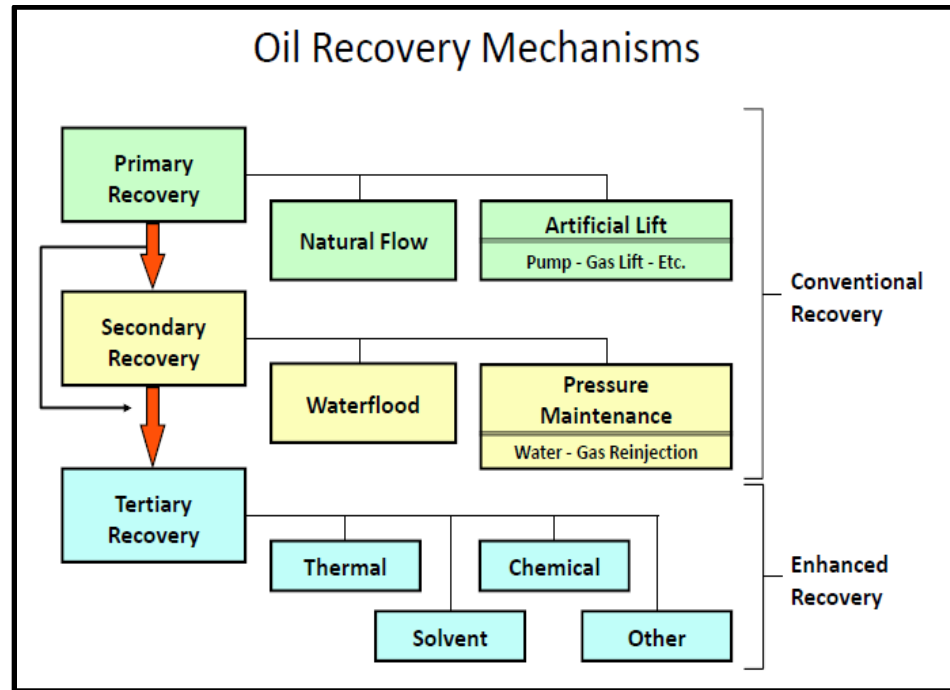 Oil Recovery Mechanisms
Primary
Recovery
Natural Flow
Artificial Lift
Pump - Gas Lift - Etc.
Conventional
Recovery
Secondary
Recovery
Waterflood
Pressure
Maintenance
Water - Gas Reinjection
Tertiary
Recovery
Thermal
Chemical
Solvent
Other
Enhanced
Recovery